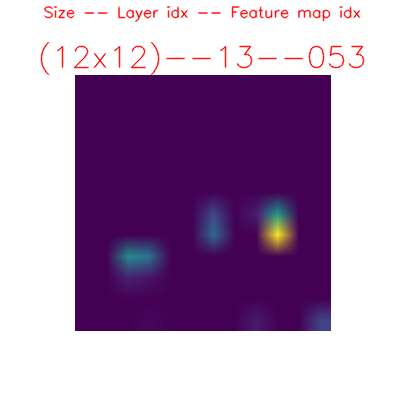 Size -- Layer idx -- Feature map idx
(12x12)--13--053